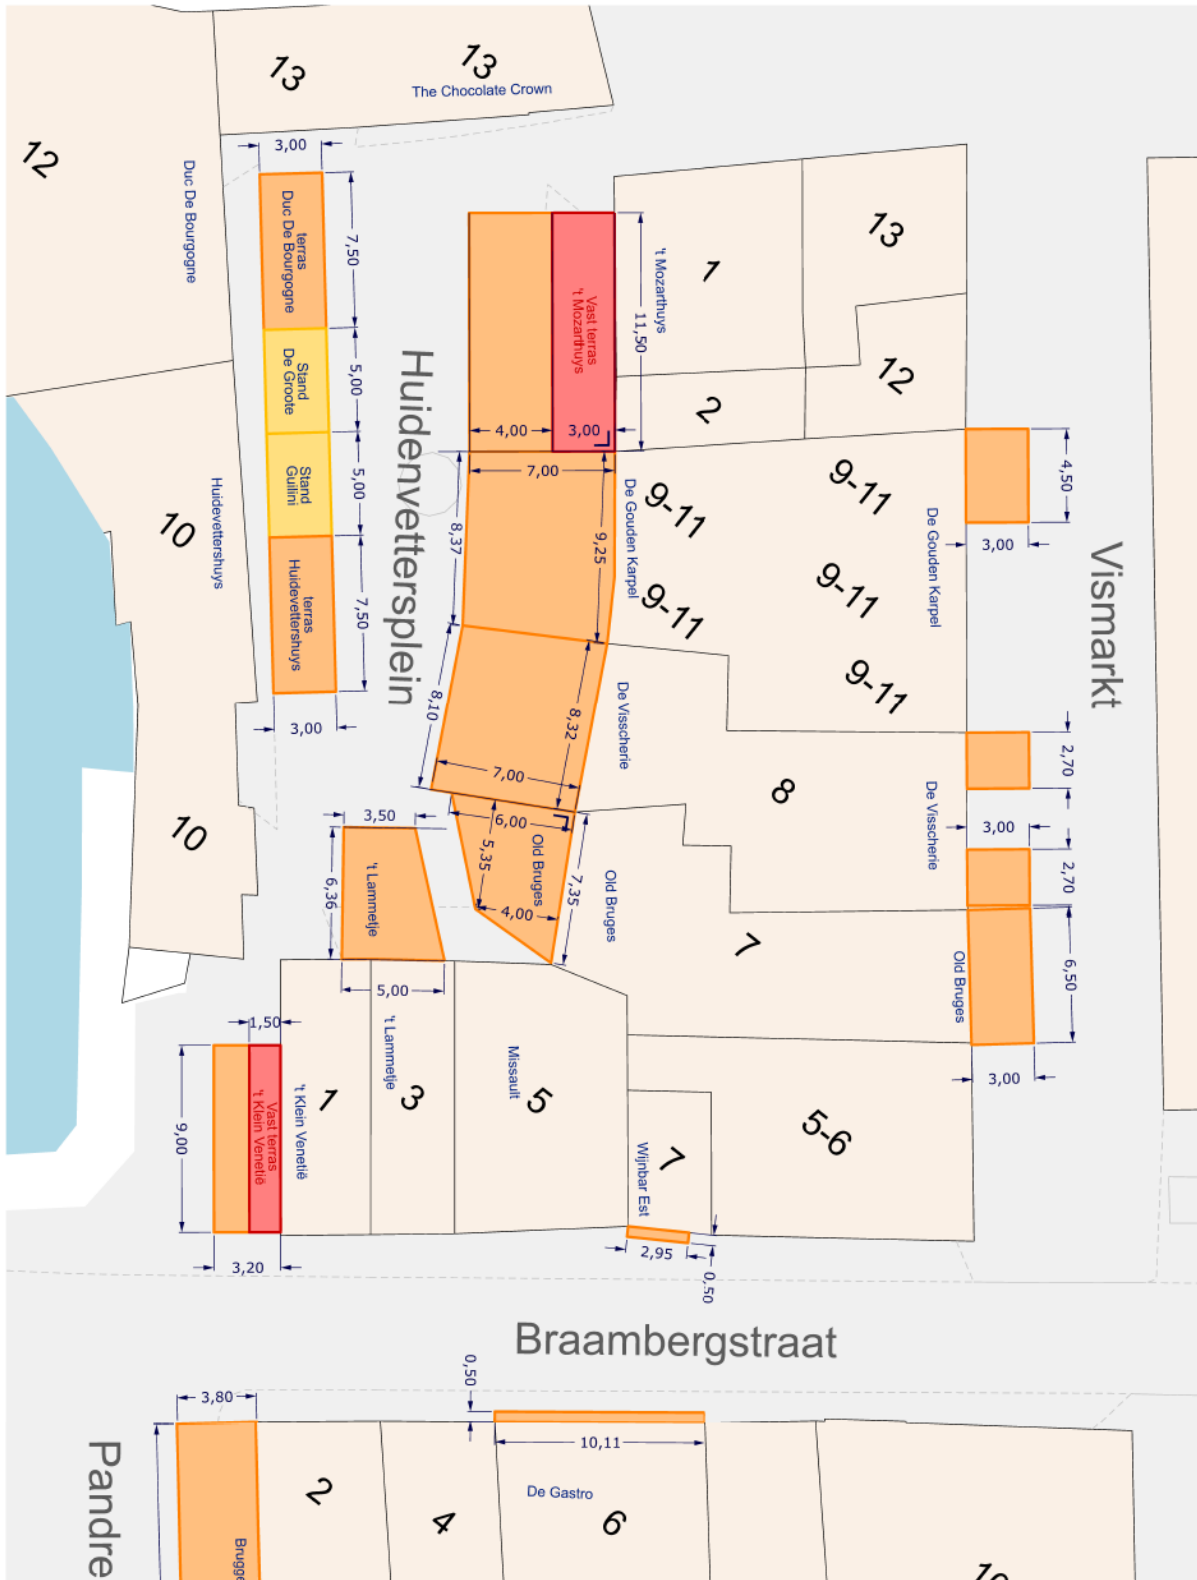 13
13
The Chocolate Crown
12
Duc De Bourgogne
3,00
terras
Duc De Bourgogne
7,50
Stand
De Groote
5,00
Stand
Guilini
5,00
terras
Huidevettershuys
7,50
3,00
10
Huidevettershuys
10
Huidenvettersplein
Vast terras
't Mozarthuys
11,50
't Mozarthuys
4,00
3,00
7,00
1
13
2
12
8,37
9,25
De Gouden Karpel
9-11
9-11
9-11
9-11
9-11
De Gouden Karpel
4,50
3,00
Vismarkt
8,10
8,32
7,00
De Visscherie
8
De Visscherie
2,70
3,00
2,70
6,00
5,35
Old Bruges
7,35
4,00
Old Bruges
7
Old Bruges
6,50
3,00
3,50
6,36
't Lammetje
5,00
1,50
9,00
Vast terras
't Klein Venetië
't Klein Venetië
3,20
1
't Lammetje
3
Missault
5
Wijnbar Est
7
5-6
2,95
0,50
Braambergstraat
3,80
0,50
10,11
Pandre
Brugge
2
4
De Gastro
6